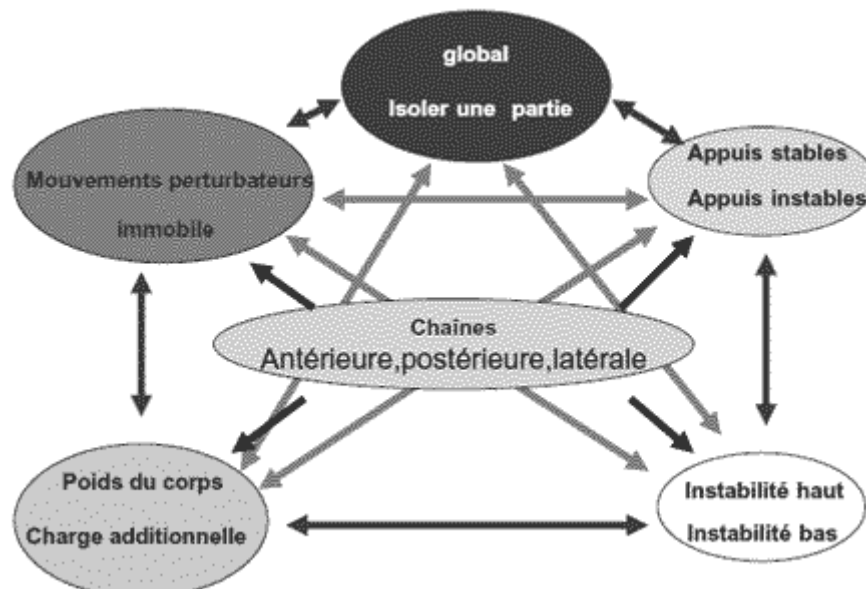 global
Isoler une partie
Mouvements perturbateurs
immobile
Appuis stables
Appuis instables
Chaînes
Antérieure,postérieure,latérale
Poids du corps
Charge additionnelle
Instabilité haut
Instabilité bas